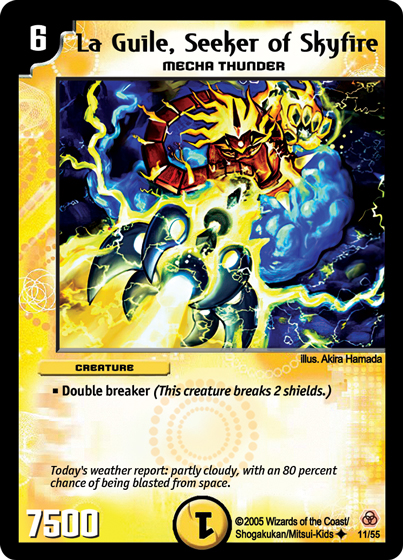 6
La Guile, Seeker of Skyfire
MECHA THUNDER
illus. Akira Hamada
CREATURE
▪ Double breaker (This creature breaks 2 shields.)
Today's weather report: partly cloudy, with an 80 percent
chance of being blasted from space.
7500
1
©2005 Wizards of the Coast/
Shogakukan/Mitsui-Kids
11/55